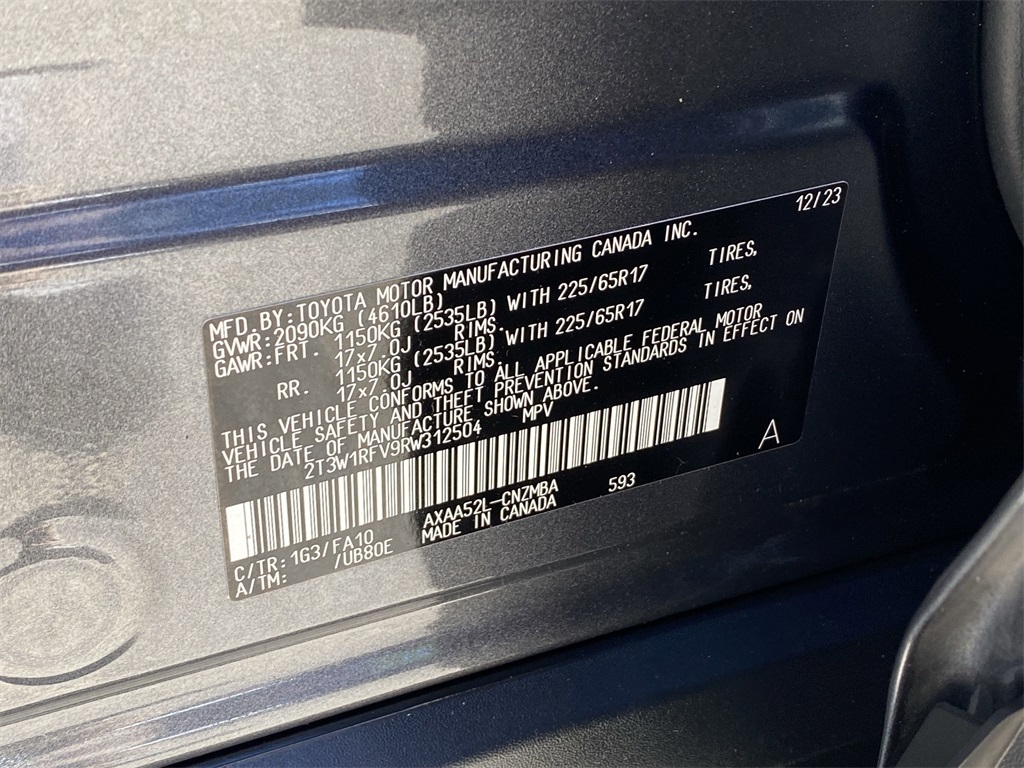 12/23
MFD. BY: TOYOTA MOTOR MANUFACTURING CANADA INC.
GVWR: 2090KG (4610LB)
GAWR: FRT. 1150KG (2535LB) WITH 225/65R17 TIRES,
17x7.0J RIMS.
RR. 1150KG (2535LB) WITH 225/65R17 TIRES,
17x7.0J RIMS.
THIS VEHICLE CONFORMS TO ALL APPLICABLE FEDERAL MOTOR
VEHICLE SAFETY AND THEFT PREVENTION STANDARDS IN EFFECT ON
THE DATE OF MANUFACTURE SHOWN ABOVE.
2T3W1RFV9RW312504 MPV
A
C/TR: 1G3/FA10 AXAA52L-CNZMBA 593
A/TM: /UB80E MADE IN CANADA